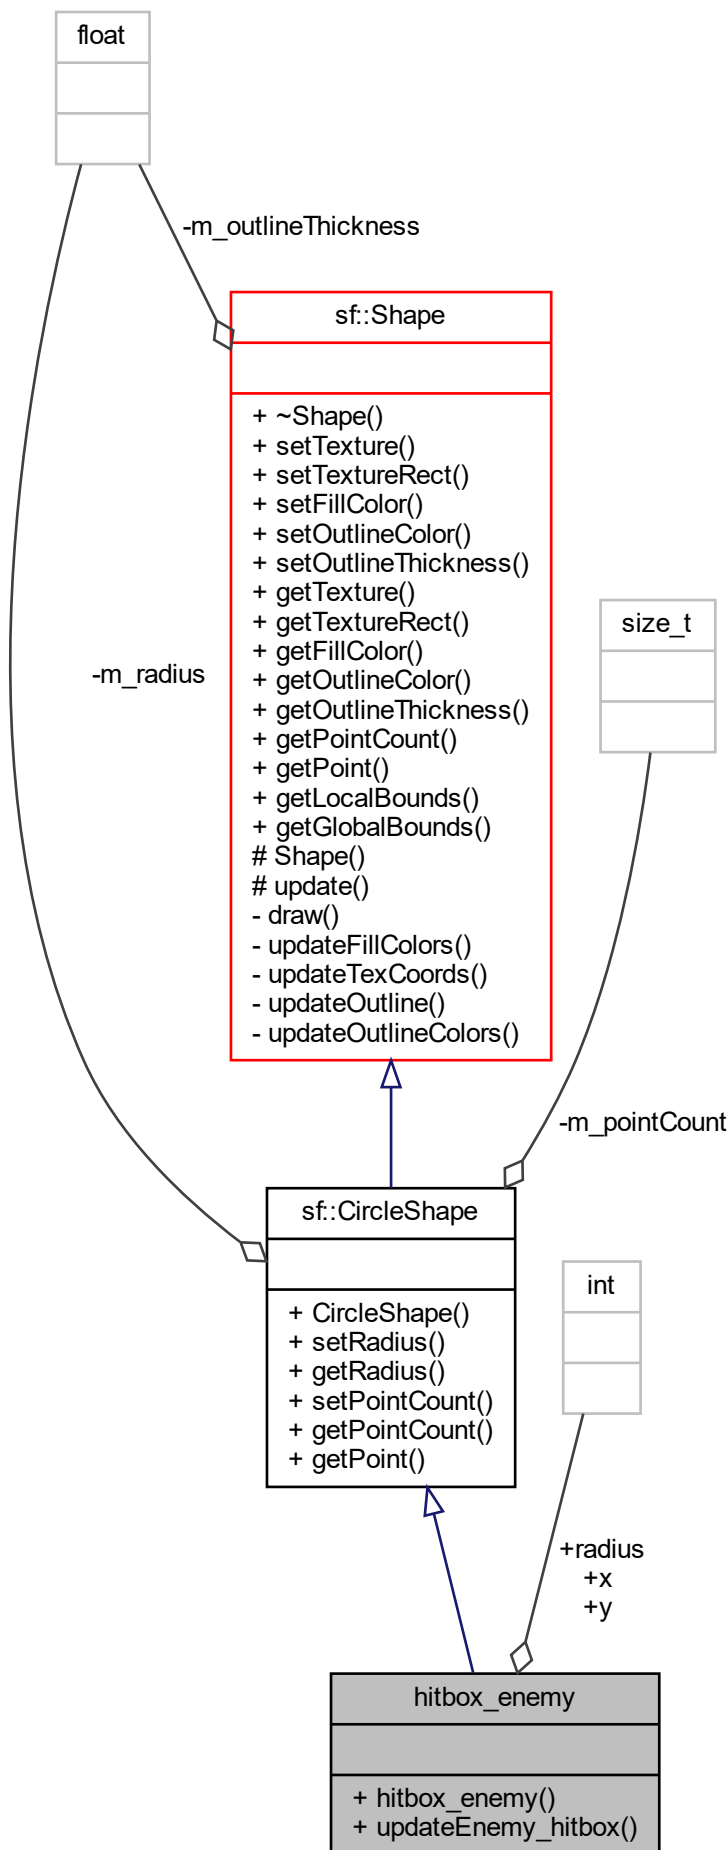 float
-m_outlineThickness
sf::Shape
+ ~Shape()
+ setTexture()
+ setTextureRect()
+ setFillColor()
+ setOutlineColor()
+ setOutlineThickness()
+ getTexture()
+ getTextureRect()
+ getFillColor()
+ getOutlineColor()
+ getOutlineThickness()
+ getPointCount()
+ getPoint()
+ getLocalBounds()
+ getGlobalBounds()
# Shape()
# update()
- draw()
- updateFillColors()
- updateTexCoords()
- updateOutline()
- updateOutlineColors()
size_t
-m_radius
-m_pointCount
sf::CircleShape
+ CircleShape()
+ setRadius()
+ getRadius()
+ setPointCount()
+ getPointCount()
+ getPoint()
int
+radius
+x
+y
hitbox_enemy
+ hitbox_enemy()
+ updateEnemy_hitbox()